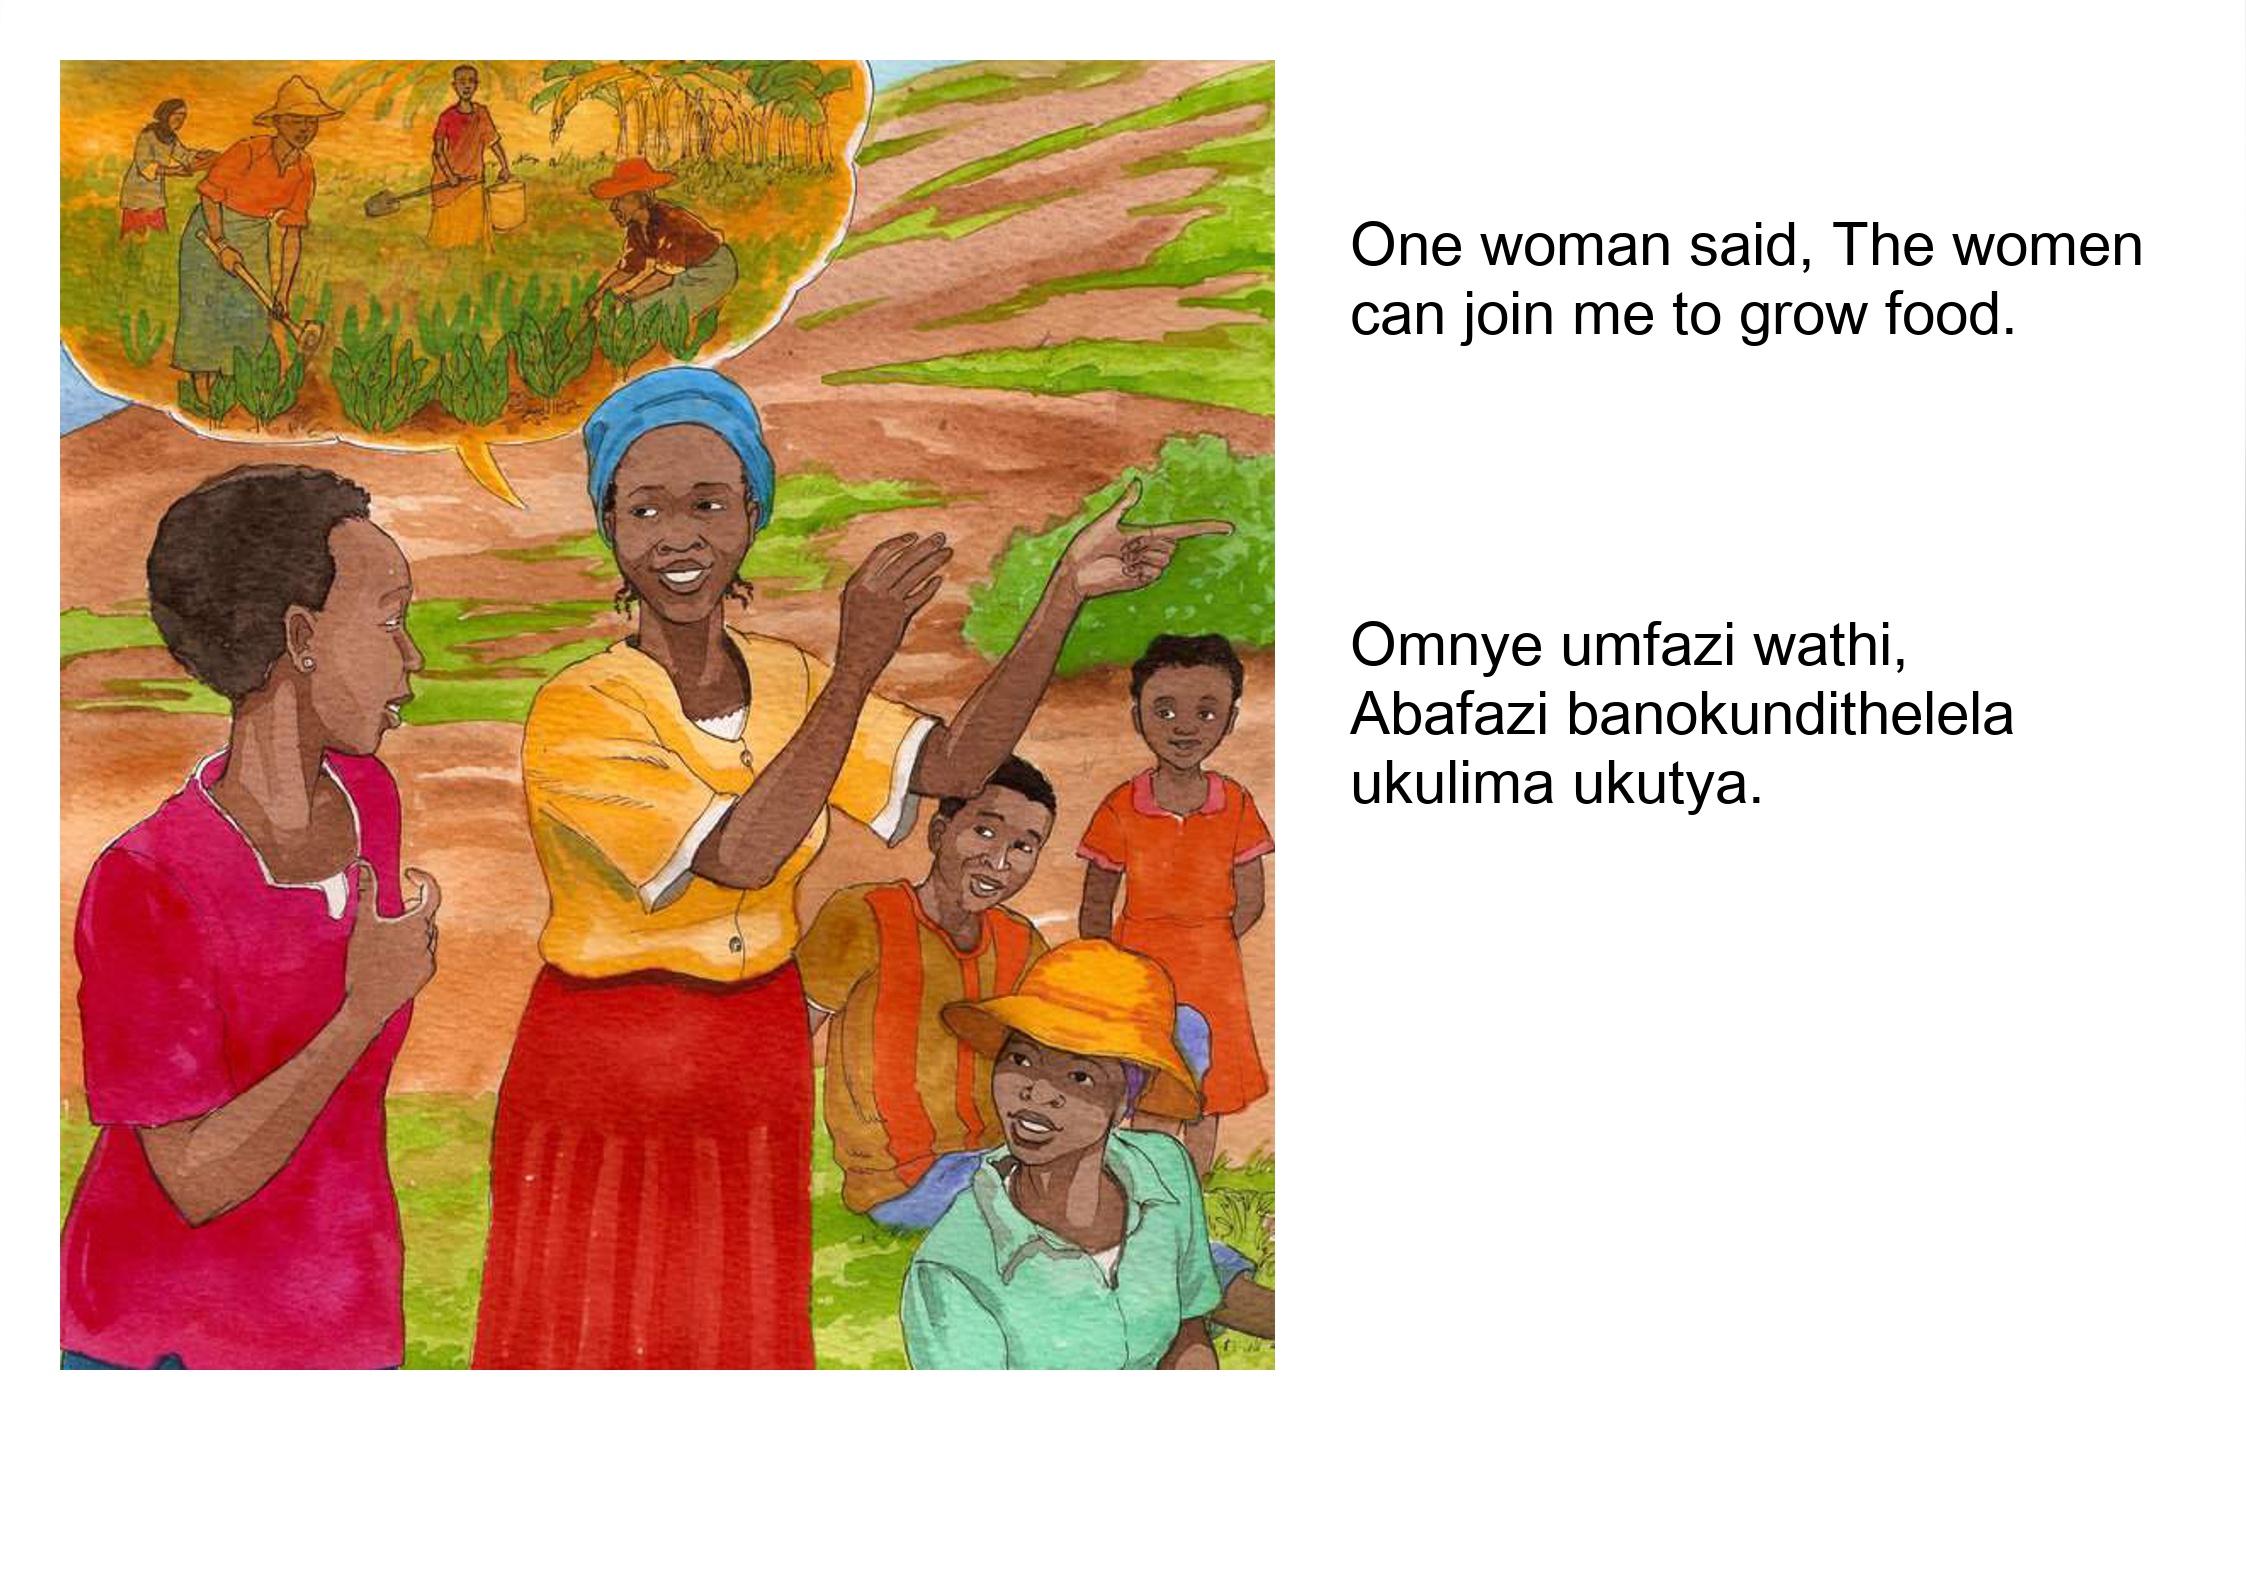 One woman said, The women
can join me to grow food.
Omnye umfazi wathi,
Abafazi banokundithelela
ukulima ukutya.